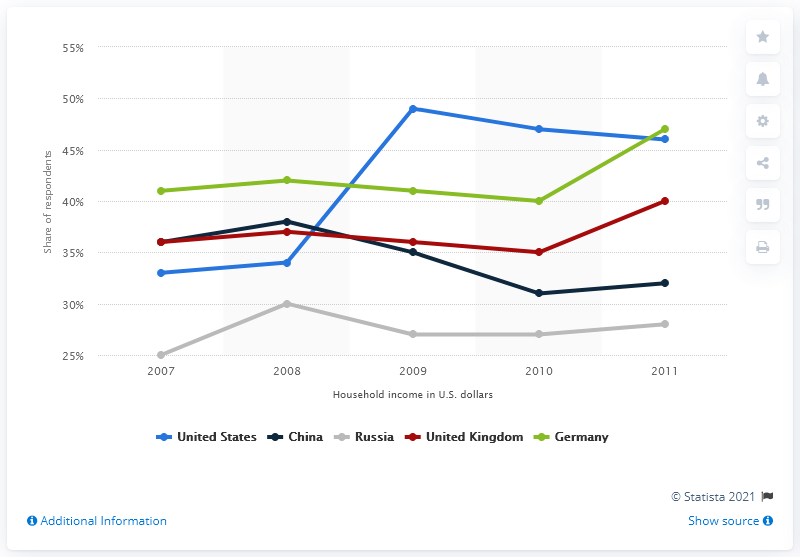 55%
50%
45%
40%
35%
30%
25%
Share of respondents
2007 2008 2009 2010 2011
Household income in U.S. dollars
United States China Russia United Kingdom Germany
© Statista 2021
Additional Information Show source